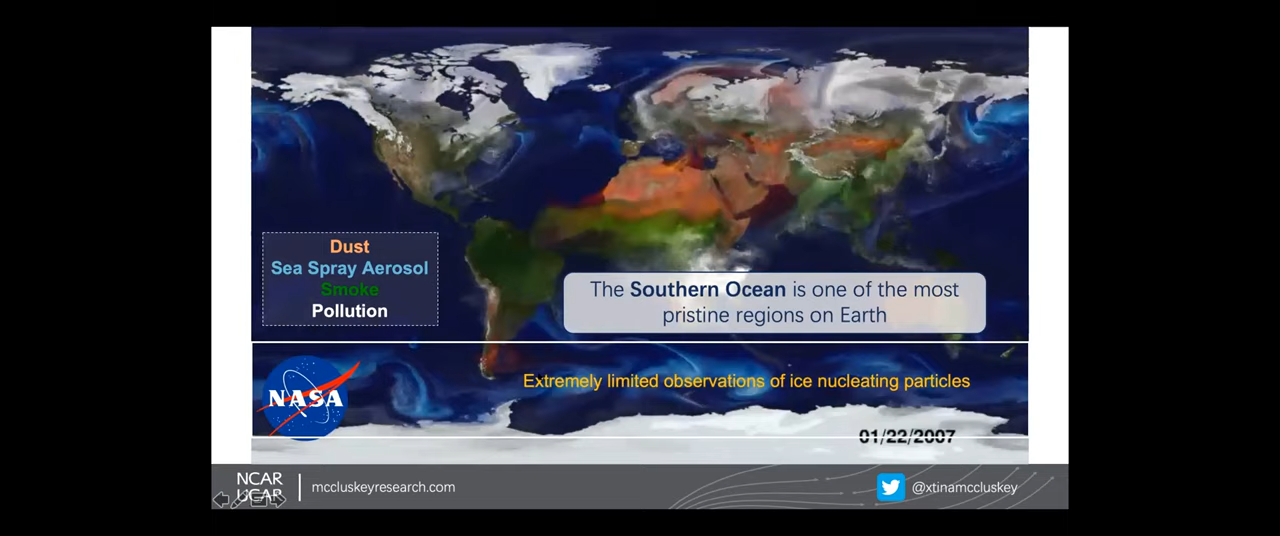 Dust
Sea Spray Aerosol
Smoke
Pollution
The Southern Ocean is one of the most
pristine regions on Earth
Extremely limited observations of ice nucleating particles
NASA
01/22/2007
NCAR
UCAR
mccluskeyresearch.com
@xtinamccluskey